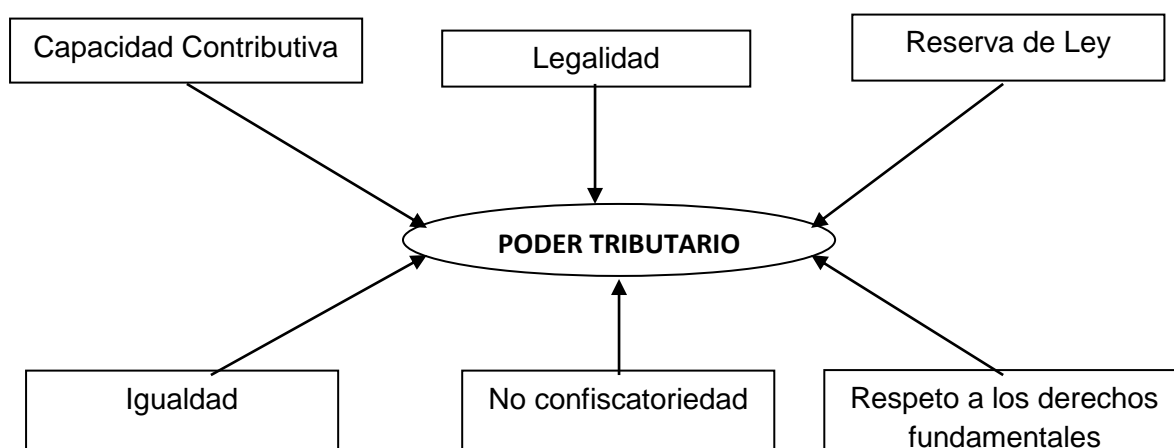 Capacidad Contributiva
Legalidad
Reserva de Ley
PODER TRIBUTARIO
Igualdad
No confiscatoriedad
Respeto a los derechos
fundamentales